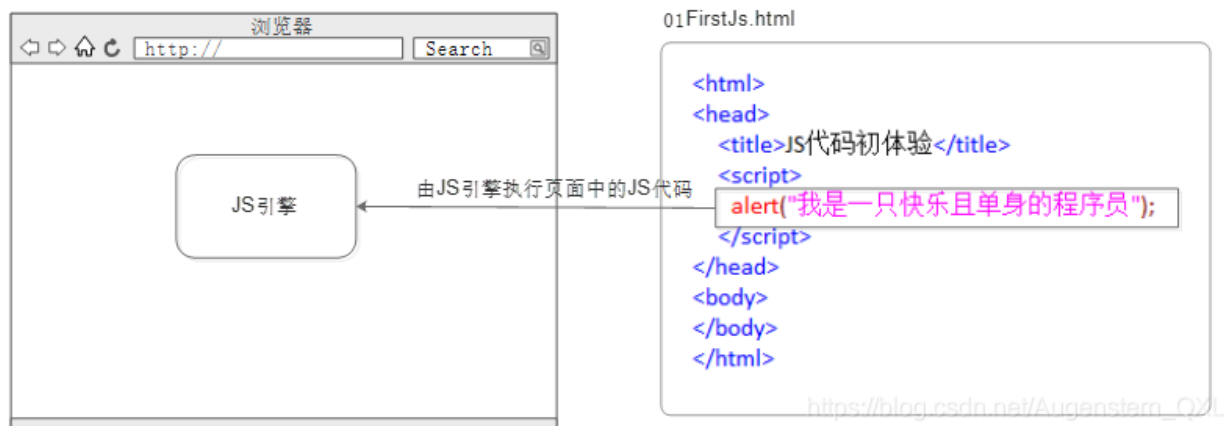 浏览器
http://
Search
JS引擎
由JS引擎执行页面中的JS代码
01FirstJs.html
<html>
<head>
<title>JS代码初体验</title>
<script>
alert("我是一只快乐且单身的程序员");
</script>
</head>
<body>
</body>
</html>
https://blog.csdn.net/Augenstern_QXL